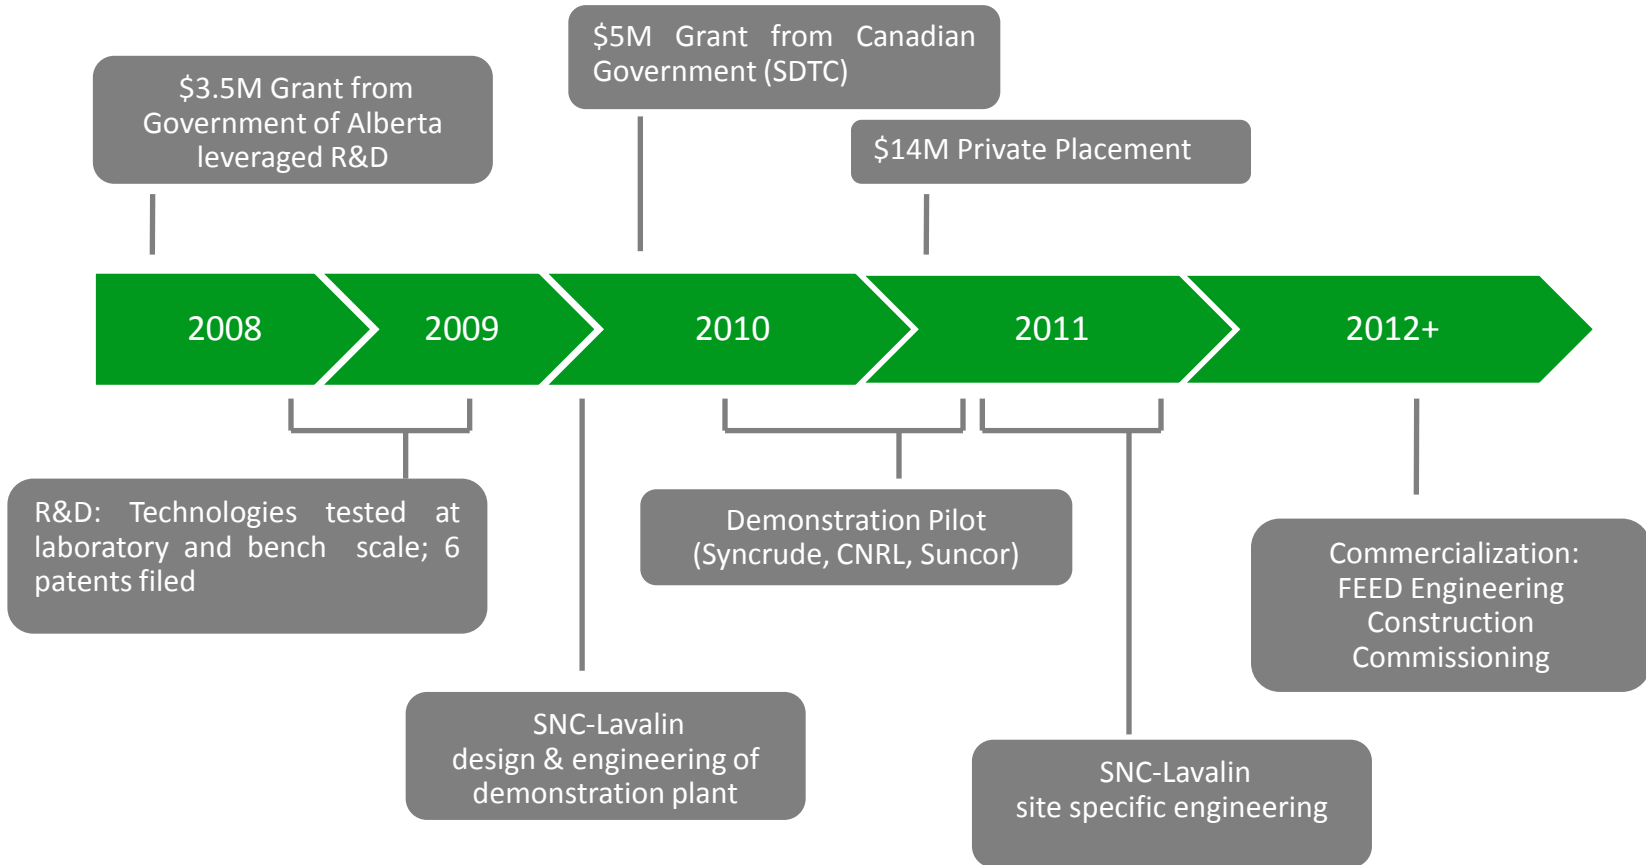 $5M Grant from Canadian
Government (SDTC)
$3.5M Grant from
Government of Alberta
leveraged R&D
$14M Private Placement
2008
2009
2010
2011
2012+
R&D: Technologies tested at
laboratory and bench scale; 6
patents filed
Demonstration Pilot
(Syncrude, CNRL, Suncor)
Commercialization:
FEED Engineering
Construction
Commissioning
SNC-Lavalin
design & engineering of
demonstration plant
SNC-Lavalin
site specific engineering